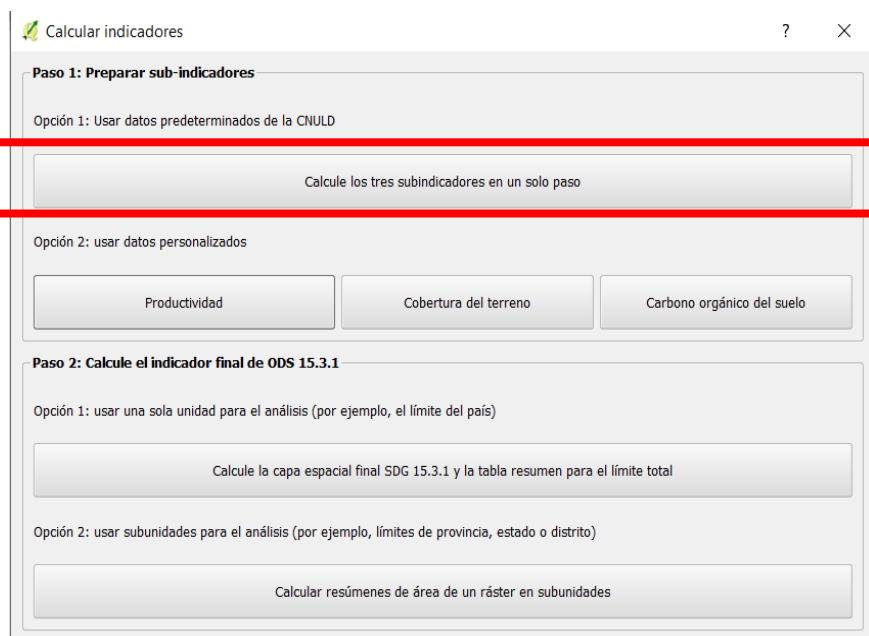 Calcular indicadores
?
Paso 1: Preparar sub-indicadores
Opción 1: Usar datos predeterminados de la CNULD
Calcule los tres subindicadores en un solo paso
Opción 2: usar datos personalizados
Productividad
Cobertura del terreno
Carbono orgánico del suelo
Paso 2: Calcule el indicador final de ODS 15.3.1
Opción 1: usar una sola unidad para el análisis (por ejemplo, el límite del país)
Calcule la capa espacial final SDG 15.3.1 y la tabla resumen para el límite total
Opción 2: usar subunidades para el análisis (por ejemplo, límites de provincia, estado o distrito)
Calcular resúmenes de área de un ráster en subunidades